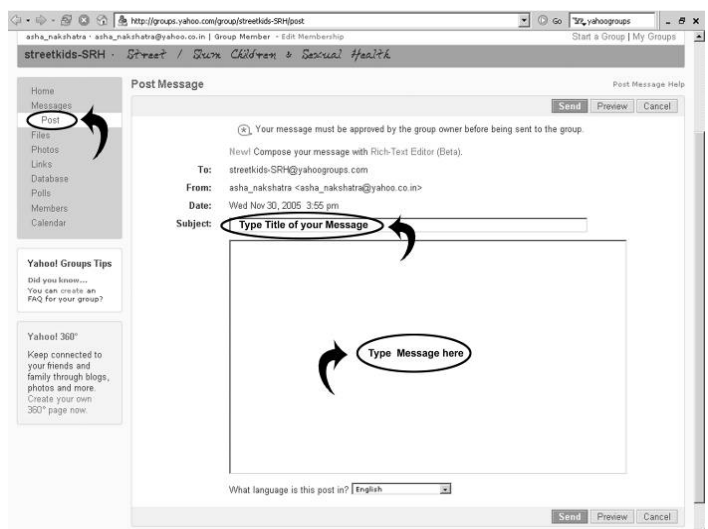 http://groups.yahoo.com/group/streetkids-SRH/post
Go
yahoogroups
asha_nakshatra · asha_nakshatra@yahoo.co.in | Group Member - Edit Membership
Start a Group | My Groups
streetkids-SRH · Street / Slum Children & Sexual Health
Home
Messages
Post
Files
Photos
Links
Database
Polls
Members
Calendar
Yahoo! Groups Tips
Did you know...
You can create an
FAQ for your group?
Yahoo! 360°
Keep connected to
your friends and
family through blogs,
photos and more.
Create your own
360° page now.
Post Message
Post Message Help
Send Preview Cancel
Your message must be approved by the group owner before being sent to the group.
New! Compose your message with Rich-Text Editor (Beta).
To: streetkids-SRH@yahoogroups.com
From: asha_nakshatra <asha_nakshatra@yahoo.co.in>
Date: Wed Nov 30, 2005 3:55 pm
Subject: Type Title of your Message
Type Message here
What language is this post in? English
Send Preview Cancel